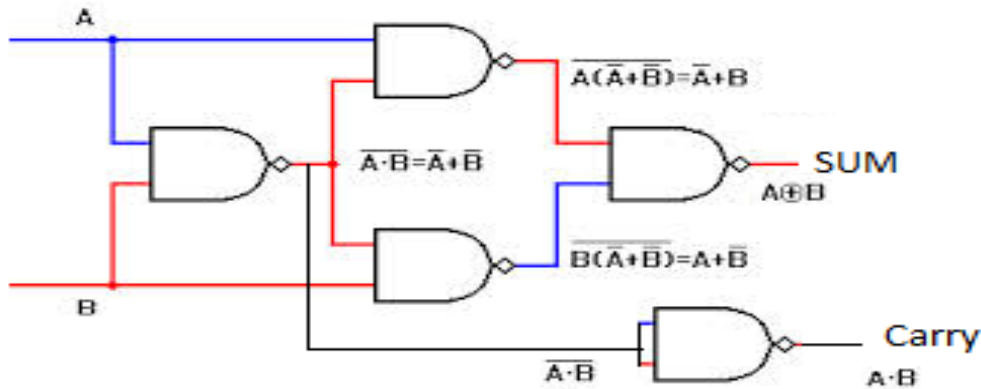 A
A(Ā+B̄)̅=Ā+B
A·B̅=Ā+B̄
SUM
A⊕B
B(Ā+B̄)̅=A+B̄
B
Carry
A·B̅
A·B